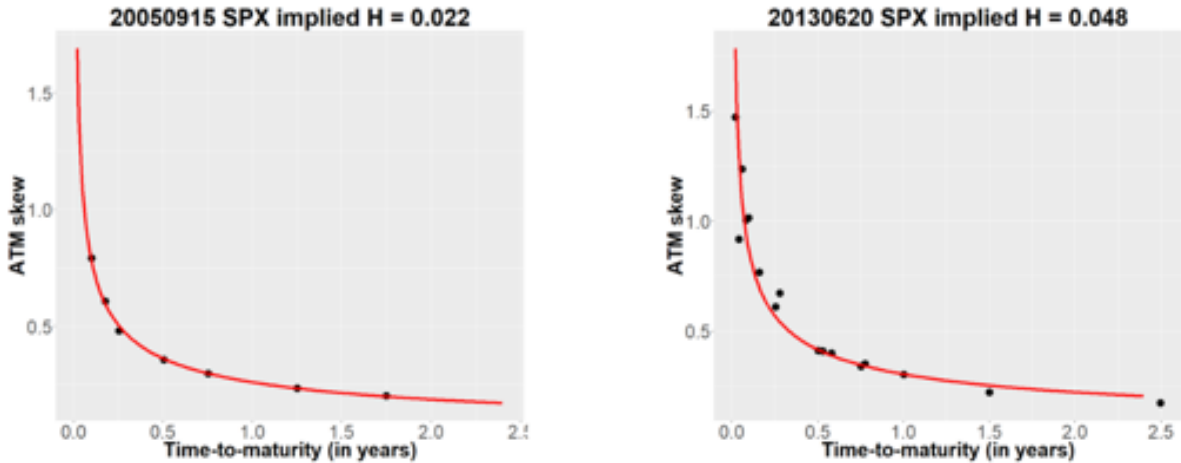 20050915 SPX implied H = 0.022
1.5
1.0
0.5
ATM skew
0.0 0.5 1.0 1.5 2.0 2.5
Time-to-maturity (in years)
20130620 SPX implied H = 0.048
1.5
1.0
0.5
ATM skew
0.0 0.5 1.0 1.5 2.0 2.5
Time-to-maturity (in years)